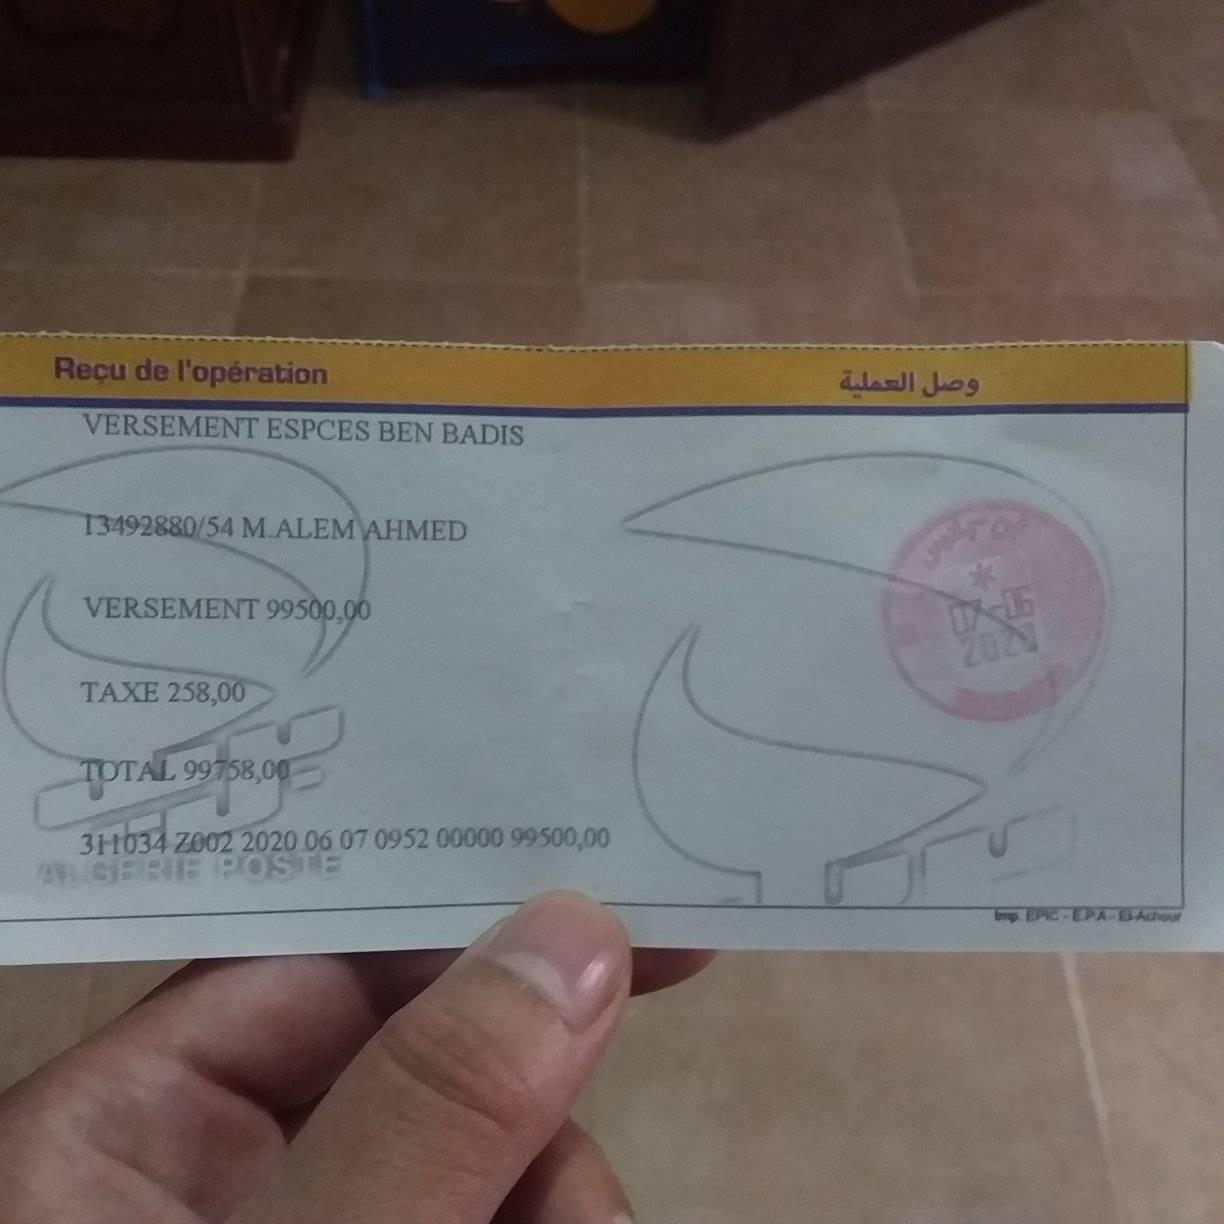 Reçu de l'opération
وصل العملية
VERSEMENT ESPCES BEN BADIS
13492880/54 M.ALEM AHMED
VERSEMENT 99500,00
TAXE 258,00
TOTAL 99758,00
311034 Z002 2020 06 07 0952 00000 99500,00
ALGERIE POSTE
بن باديس
07-06
2020
Imp. EPIC - E.P.A - El-Achour